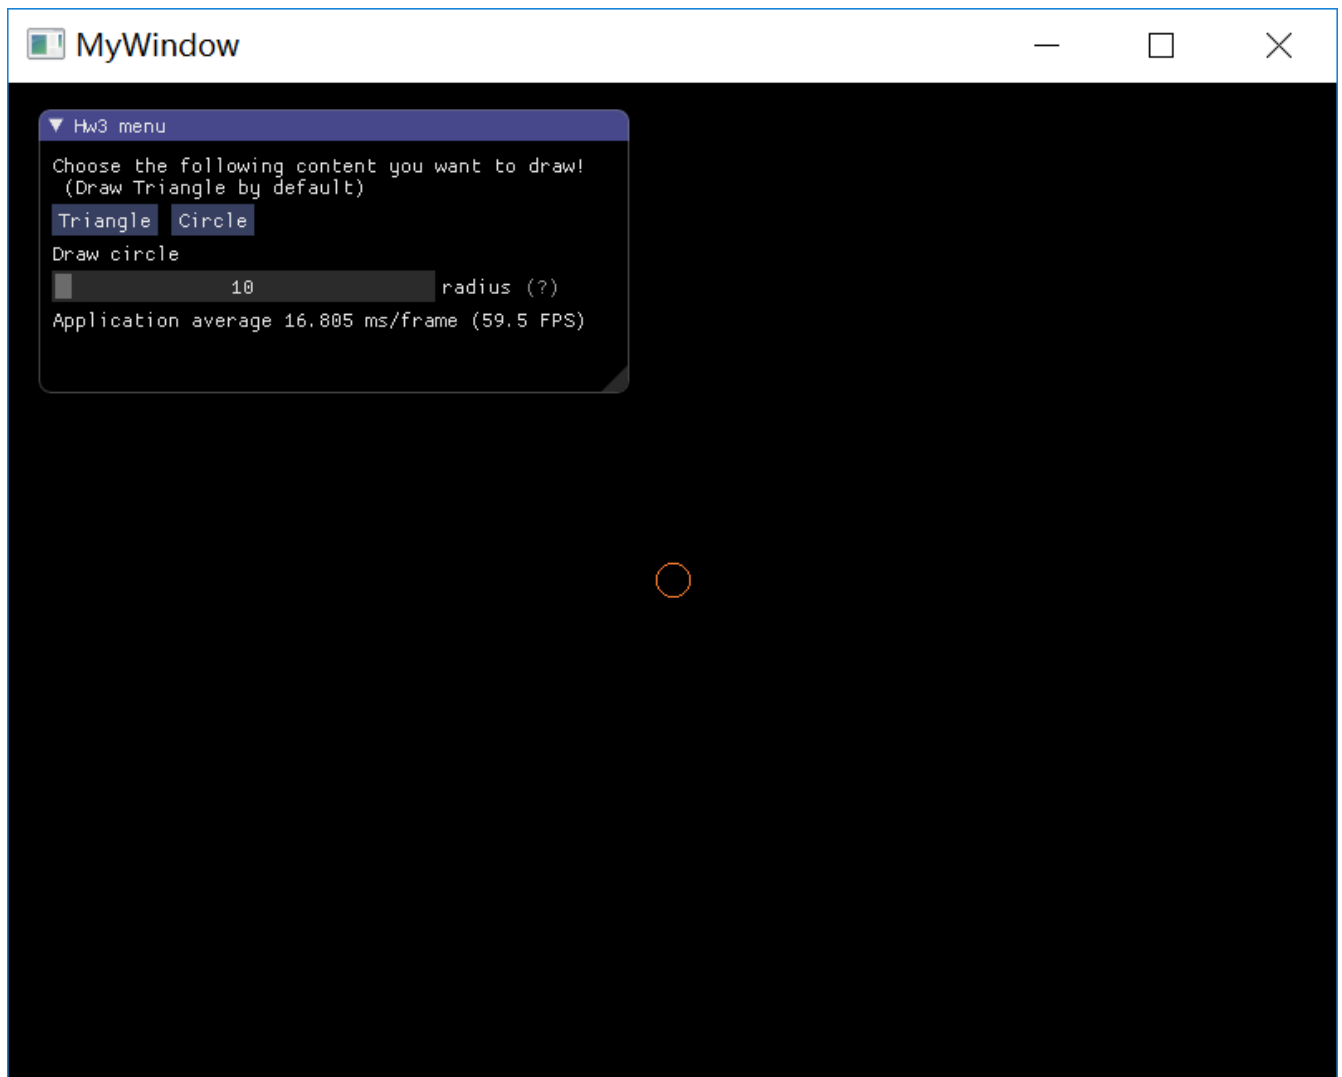 MyWindow
Hw3 menu
Choose the following content you want to draw!
(Draw Triangle by default)
Triangle Circle
Draw circle
10 radius (?)
Application average 16.805 ms/frame (59.5 FPS)